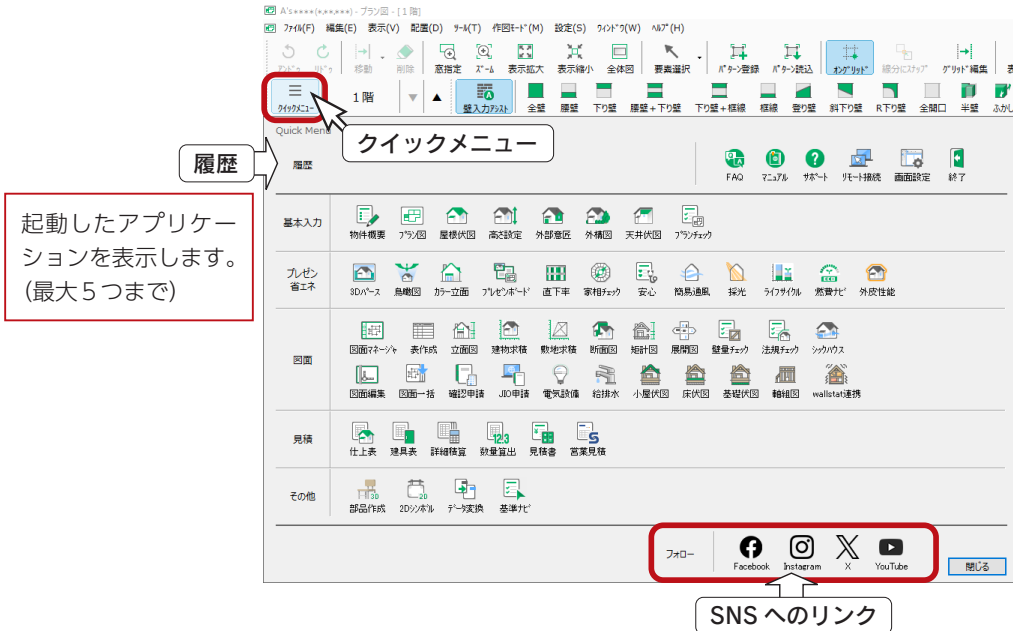 A's****(*,**,***) - プラン図 - [1 階]
ファイル(F) 編集(E) 表示(V) 配置(D) ツール(T) 作図モード(M) 設定(S) ウィンドウ(W) ヘルプ(H)
アンドゥ リドゥ 移動 削除 窓指定 ズーム 表示拡大 表示縮小 全体図 要素選択 パターン登録 パターン読込 オングリッド 線分にスナップ グリッド編集 表
クイックメニュー 1 階 ▼ ▲ 壁入力アシスト 全壁 腰壁 下り壁 腰壁+下り壁 下り壁+框線 框線 登り壁 斜下り壁 R下り壁 全開口 半壁 ふかし
Quick Menu
クイックメニュー
履歴
履歴
FAQ マニュアル サポート リモート接続 画面設定 終了
起動したアプリケー
ションを表示します。
(最大5つまで)
基本入力
物件概要 プラン図 屋根伏図 高さ設定 外部意匠 外構図 天井伏図 プランチェック
プレゼン
省エネ
3Dパース 鳥瞰図 カラー立面 プレゼンボード 直下率 家相チェック 安心 簡易通風 採光 ライフサイクル 燃費ナビ 外皮性能
図面
図面マネージャ 表作成 立面図 建物求積 敷地求積 断面図 矩計図 展開図 壁量チェック 法規チェック シックハウス
図面編集 図面一括 確認申請 JIO申請 電気設備 給排水 小屋伏図 床伏図 基礎伏図 軸組図 wallstat連携
見積
仕上表 建具表 詳細積算 数量算出 見積書 営業見積
その他
部品作成 2Dシンボル データ変換 基準ナビ
フォロー
Facebook Instagram X YouTube
閉じる
SNS へのリンク